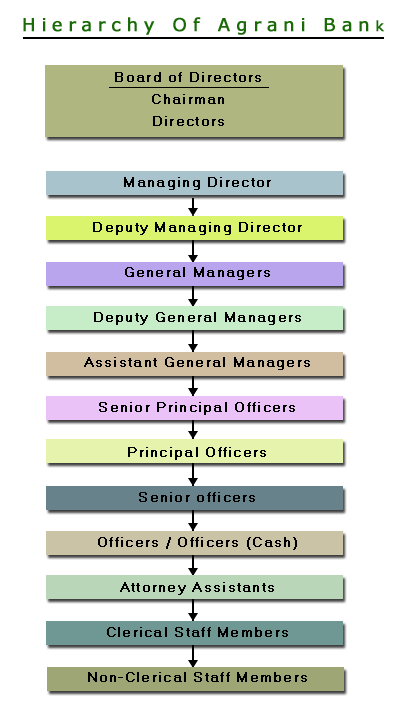 Hierarchy Of Agrani Bank
Board of Directors
Chairman
Directors
Managing Director
Deputy Managing Director
General Managers
Deputy General Managers
Assistant General Managers
Senior Principal Officers
Principal Officers
Senior officers
Officers / Officers (Cash)
Attorney Assistants
Clerical Staff Members
Non-Clerical Staff Members